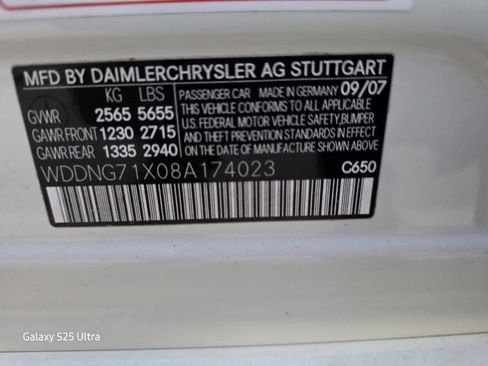 MFD BY DAIMLERCHRYSLER AG STUTTGART
KG LBS
GVWR 2565 5655
GAWR FRONT 1230 2715
GAWR REAR 1335 2940
PASSENGER CAR MADE IN GERMANY 09/07
THIS VEHICLE CONFORMS TO ALL APPLICABLE
U.S. FEDERAL MOTOR VEHICLE SAFETY, BUMPER,
AND THEFT PREVENTION STANDARDS IN EFFECT
ON THE DATE OF MANUFACTURE SHOWN ABOVE.
WDDNG71X08A174023
C650
Galaxy S25 Ultra